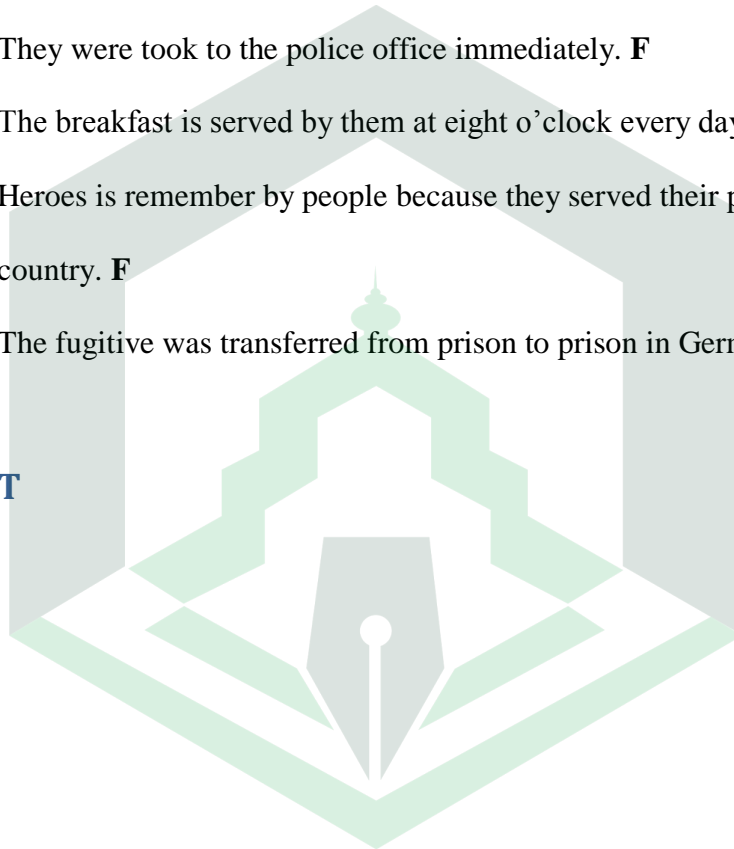 They were took to the police office immediately. F
The breakfast is served by them at eight o’clock every day
Heroes is remember by people because they served their
country. F
The fugitive was transferred from prison to prison in
T